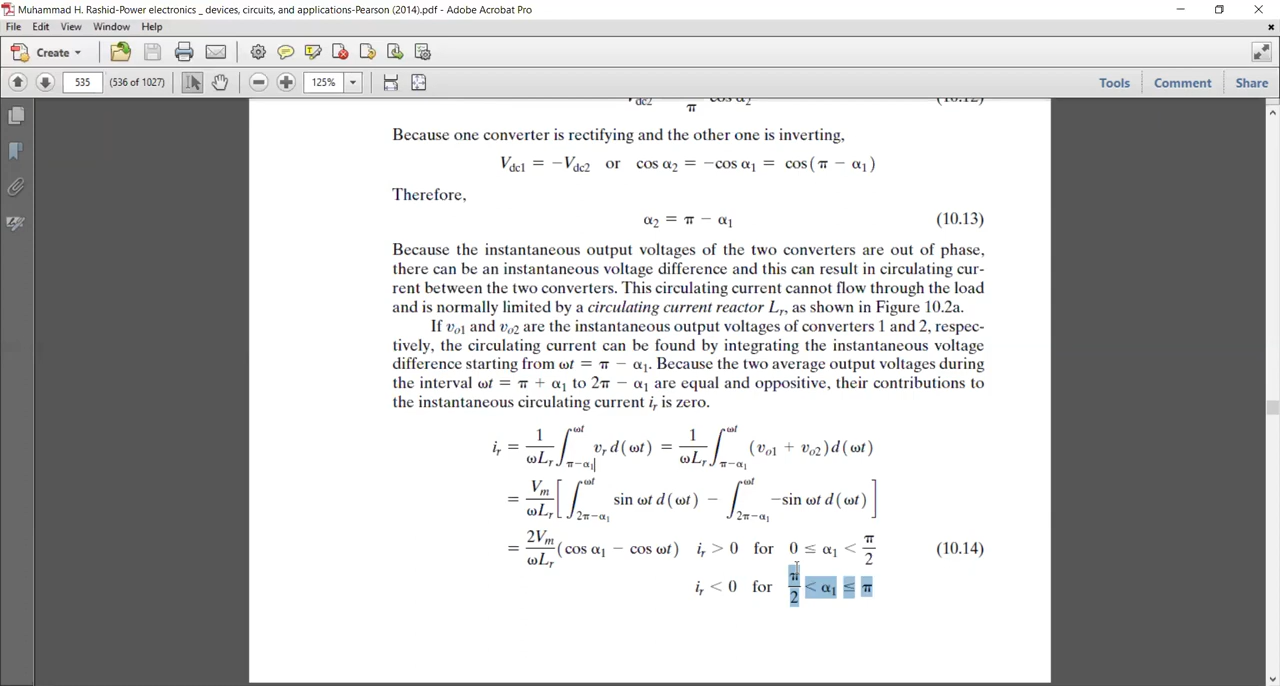 Muhammad H. Rashid-Power electronics _ devices, circuits, and applications-Pearson (2014).pdf - Adobe Acrobat Pro
File Edit View Window Help
Create
535 (536 of 1027) 125% Tools Comment Share
V_dc2 π cos α₂ (10.12)
Because one converter is rectifying and the other one is inverting,
V_dc1 = −V_dc2 or cos α₂ = −cos α₁ = cos(π − α₁)
Therefore,
α₂ = π − α₁ (10.13)
Because the instantaneous output voltages of the two converters are out of phase,
there can be an instantaneous voltage difference and this can result in circulating cur-
rent between the two converters. This circulating current cannot flow through the load
and is normally limited by a circulating current reactor L_r, as shown in Figure 10.2a.
If v_o1 and v_o2 are the instantaneous output voltages of converters 1 and 2, respec-
tively, the circulating current can be found by integrating the instantaneous voltage
difference starting from ωt = π − α₁. Because the two average output voltages during
the interval ωt = π + α₁ to 2π − α₁ are equal and oppositive, their contributions to
the instantaneous circulating current i_r is zero.
i_r = 1/(ωL_r) ∫_{π−α₁}^{ωt} v_r d(ωt) = 1/(ωL_r) ∫_{π−α₁}^{ωt} (v_o1 + v_o2)d(ωt)
= V_m/(ωL_r) [∫_{2π−α₁}^{ωt} sin ωt d(ωt) − ∫_{2π−α₁}^{ωt} −sin ωt d(ωt)]
= 2V_m/(ωL_r) (cos α₁ − cos ωt) i_r > 0 for 0 ≤ α₁ < π/2 (10.14)
i_r < 0 for π/2 < α₁ ≤ π